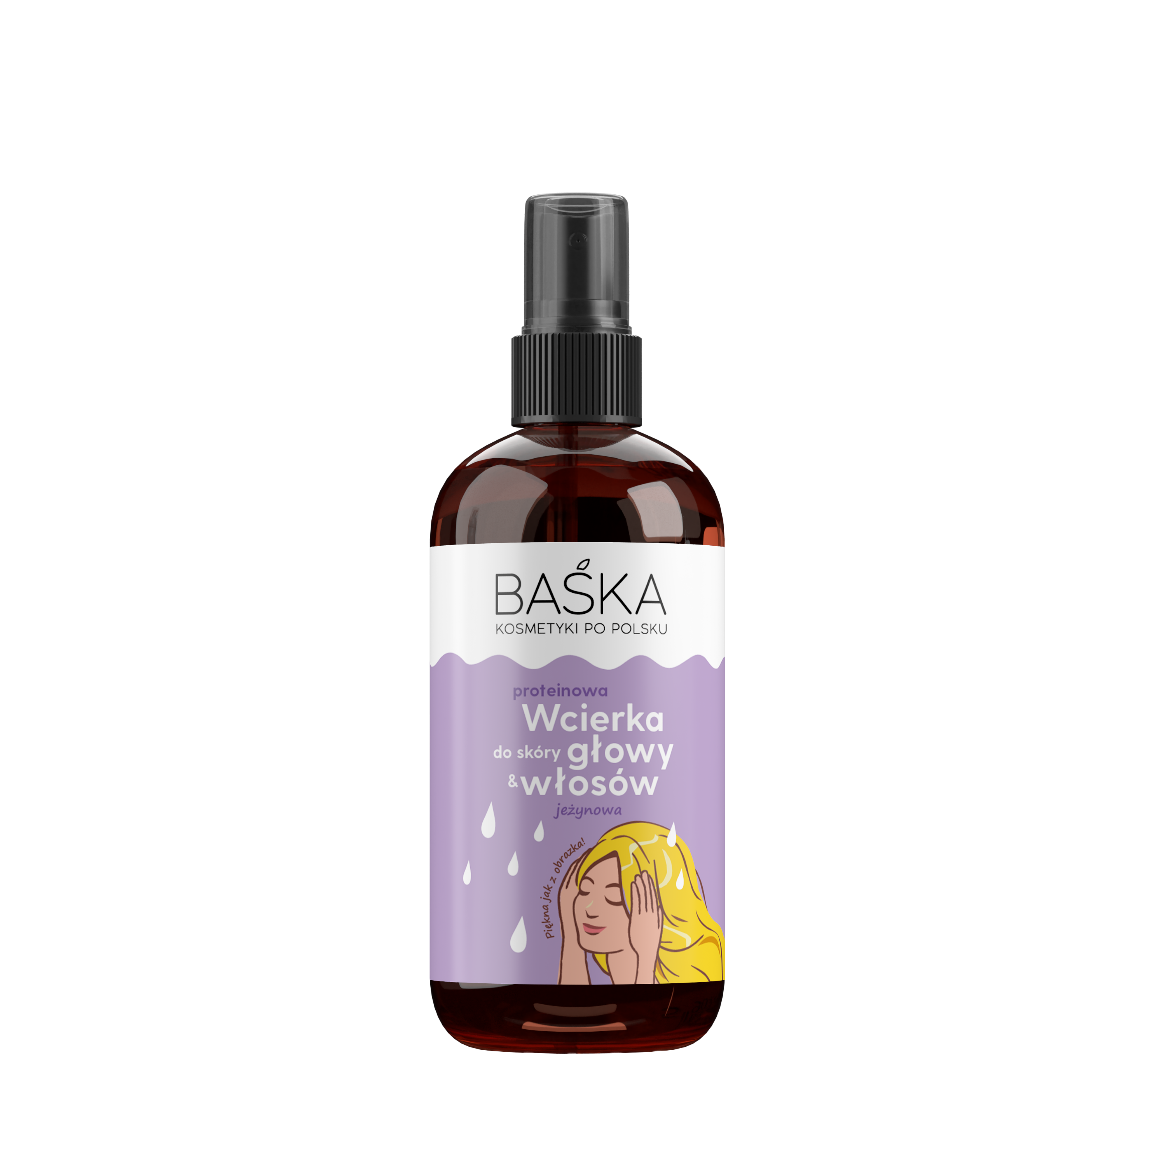 BAŚKA
KOSMETYKI PO POLSKU
proteinowa
Wcierka
do skóry głowy
& włosów
jeżynowa
Piękna jak z obrazka!